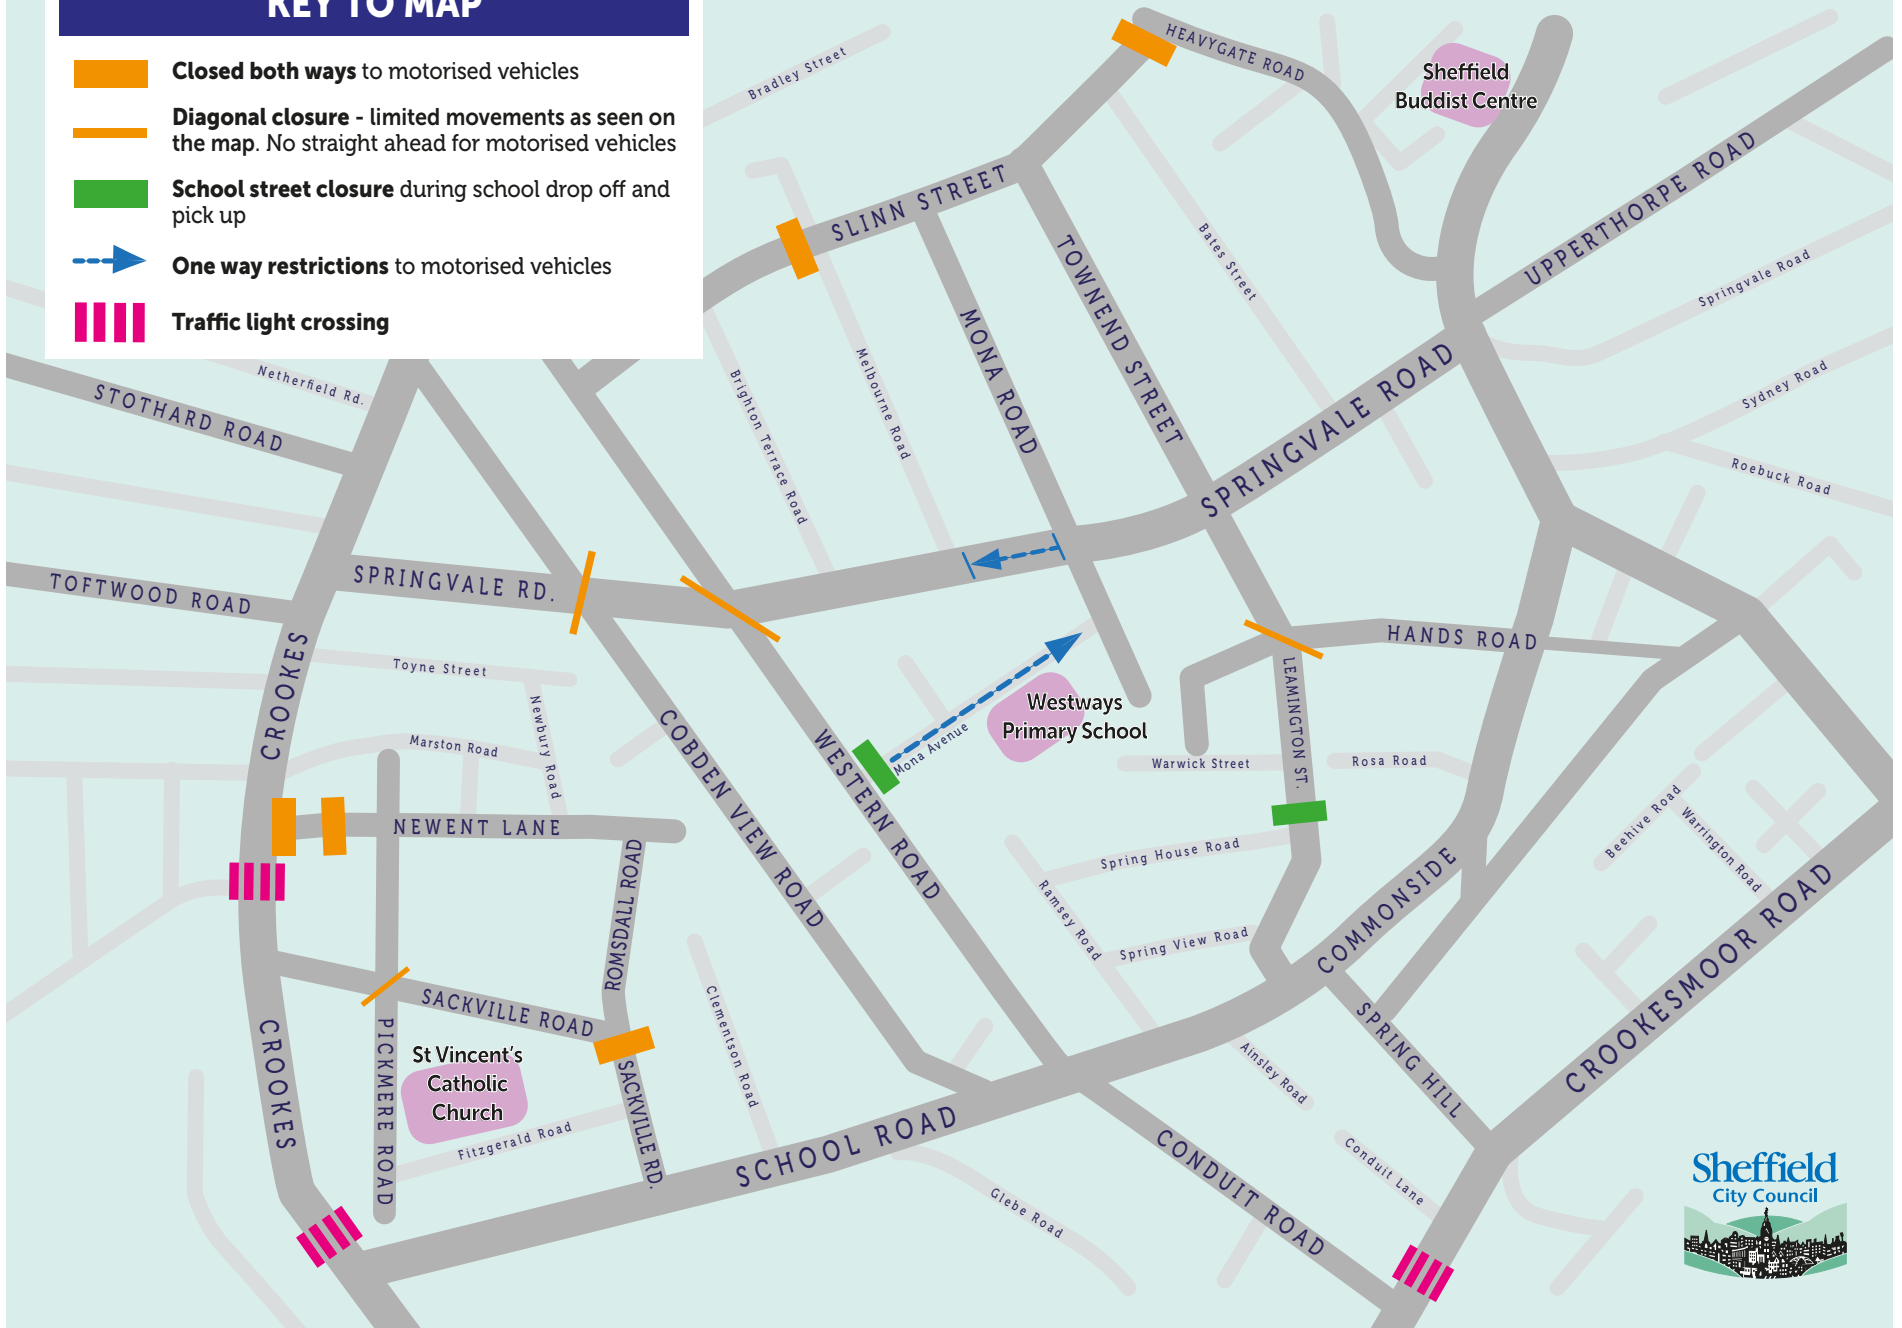 KEY TO MAP
Closed both ways to motorised vehicles
Diagonal closure - limited movements as seen on
the map. No straight ahead for motorised vehicles
School street closure during school drop off and
pick up
One way restrictions to motorised vehicles
Traffic light crossing
HEAVYGATE ROAD
Bradley Street
Sheffield
Buddist Centre
SLINN STREET
UPPERTHORPE ROAD
Bates Street
TOWNEND STREET
Springvale Road
MONA ROAD
Melbourne Road
Brighton Terrace Road
Netherfield Rd.
STOTHARD ROAD
SPRINGVALE ROAD
Sydney Road
Roebuck Road
TOFTWOOD ROAD
SPRINGVALE RD.
CROOKES
Toyne Street
Newbury Road
Marston Road
HANDS ROAD
LEAMINGTON ST.
Westways
Primary School
Mona Avenue
Warwick Street
Rosa Road
COBDEN VIEW ROAD
WESTERN ROAD
NEWENT LANE
ROMSDALL ROAD
Spring House Road
Ramsey Road
Spring View Road
COMMONSIDE
Beehive Road
Warrington Road
CROOKESMOOR ROAD
SACKVILLE ROAD
Clementson Road
CROOKES
PICKMERE ROAD
St Vincent's
Catholic
Church
SACKVILLE RD.
Fitzgerald Road
SPRING HILL
Ainsley Road
SCHOOL ROAD
CONDUIT ROAD
Conduit Lane
Glebe Road
Sheffield
City Council